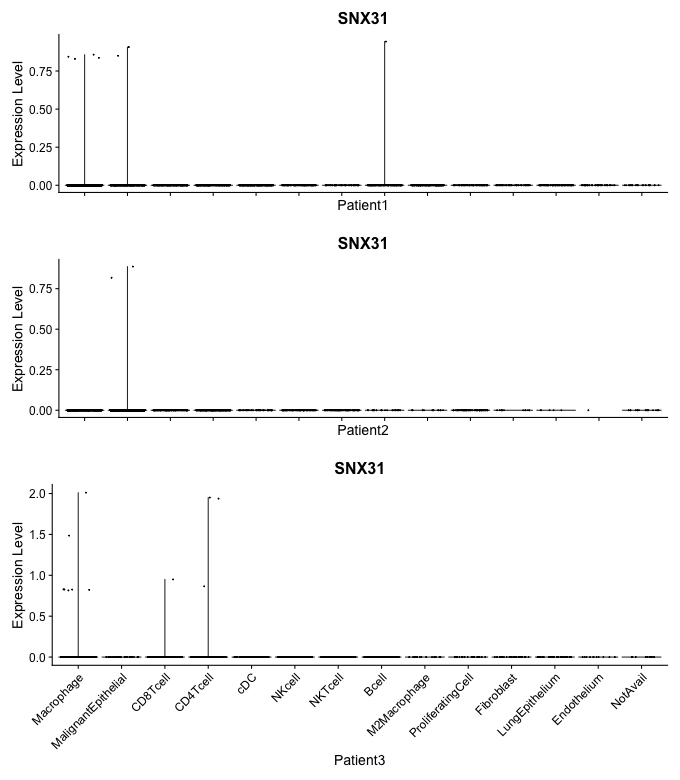 SNX31
Expression Level
0.75
0.50
0.25
0.00
Patient1
SNX31
Expression Level
0.75
0.50
0.25
0.00
Patient2
SNX31
Expression Level
2.0
1.5
1.0
0.5
0.0
Macrophage
MalignantEpithelial
CD8Tcell
CD4Tcell
cDC
NKcell
NKTcell
Bcell
M2Macrophage
ProliferatingCell
Fibroblast
LungEpithelium
Endothelium
NotAvail
Patient3